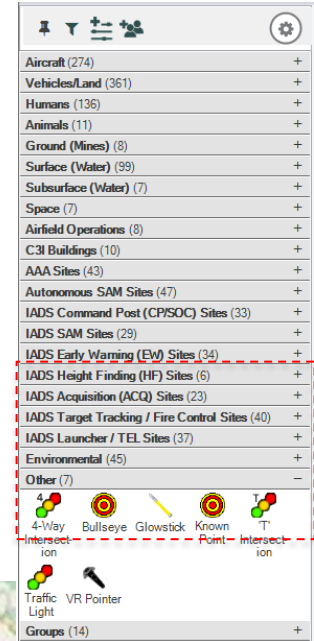 Aircraft (274)
Vehicles/Land (361)
Humans (136)
Animals (11)
Ground (Mines) (8)
Surface (Water) (99)
Subsurface (Water) (7)
Space (7)
Airfield Operations (8)
C3I Buildings (10)
AAA Sites (43)
Autonomous SAM Sites (47)
IADS Command Post (CP/SOC) Sites (33)
IADS SAM Sites (29)
IADS Early Warning (EW) Sites (34)
IADS Height Finding (HF) Sites (6)
IADS Acquisition (ACQ) Sites (23)
IADS Target Tracking / Fire Control Sites (40)
IADS Launcher / TEL Sites (37)
Environmental (45)
Other (7)
4 T
4-Way Bullseye Glowstick Known 'T'
Intersect- Point Intersect-
ion ion
Traffic VR Pointer
Light
Groups (14)